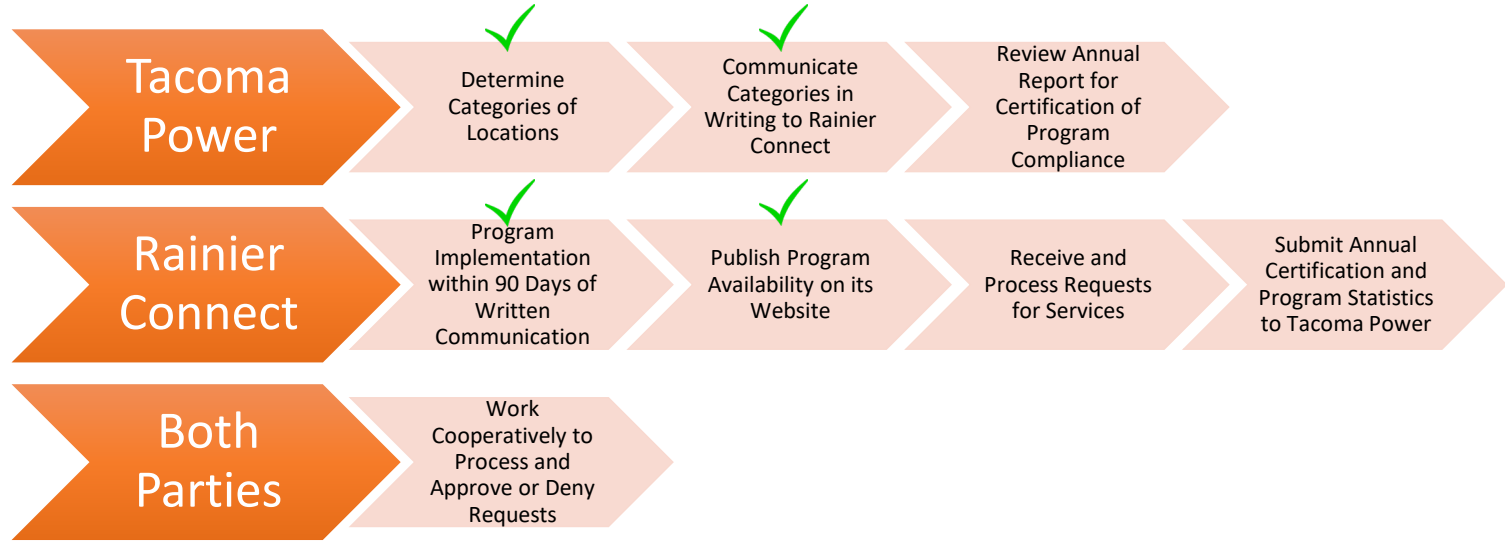 Tacoma
Power
Determine
Categories of
Locations
Communicate
Categories in
Writing to Rainier
Connect
Review Annual
Report for
Certification of
Program
Compliance
Rainier
Connect
Program
Implementation
within 90 Days of
Written
Communication
Publish Program
Availability on its
Website
Receive and
Process Requests
for Services
Submit Annual
Certification and
Program Statistics
to Tacoma Power
Both
Parties
Work
Cooperatively to
Process and
Approve or Deny
Requests